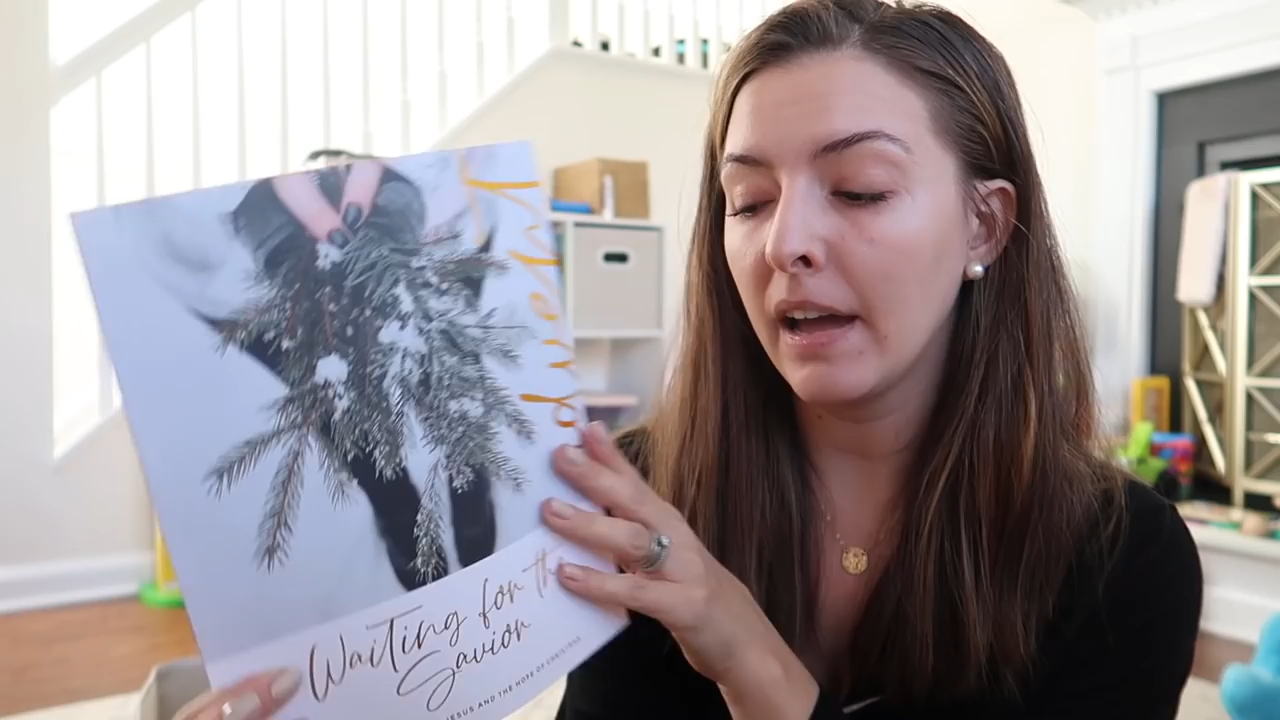 advent
Waiting for the
Savior
JESUS AND THE HOPE OF CHRISTMAS